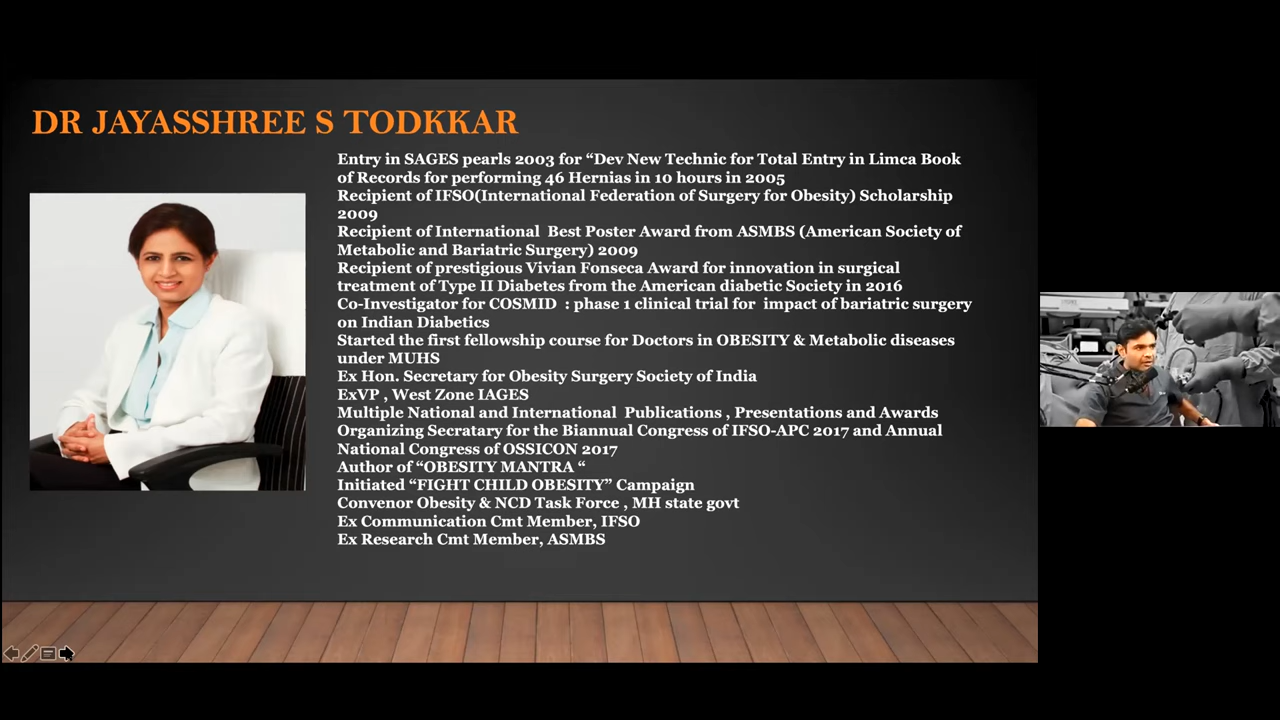 DR JAYASSHREE S TODKKAR
Entry in SAGES pearls 2003 for “Dev New Technic for Total Entry in Limca Book
of Records for performing 46 Hernias in 10 hours in 2005
Recipient of IFSO(International Federation of Surgery for Obesity) Scholarship
2009
Recipient of International  Best Poster Award from ASMBS (American Society of
Metabolic and Bariatric Surgery) 2009
Recipient of prestigious Vivian Fonseca Award for innovation in surgical
treatment of Type II Diabetes from the American diabetic Society in 2016
Co-Investigator for COSMID  : phase 1 clinical trial for  impact of bariatric surgery
on Indian Diabetics
Started the first fellowship course for Doctors in OBESITY & Metabolic diseases
under MUHS
Ex Hon. Secretary for Obesity Surgery Society of India
ExVP , West Zone IAGES
Multiple National and International  Publications , Presentations and Awards
Organizing Secratary for the Biannual Congress of IFSO-APC 2017 and Annual
National Congress of OSSICON 2017
Author of “OBESITY MANTRA “
Initiated “FIGHT CHILD OBESITY” Campaign
Convenor Obesity & NCD Task Force , MH state govt
Ex Communication Cmt Member, IFSO
Ex Research Cmt Member, ASMBS